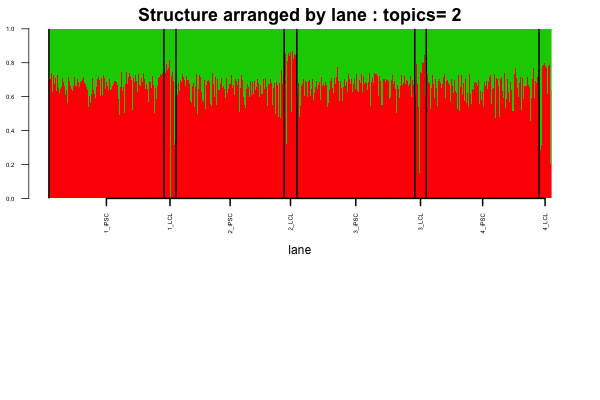 Structure arranged by lane : topics= 2
1.0
0.8
0.6
0.4
0.2
0.0
1_iPSC
1_LCL
2_iPSC
2_LCL
3_iPSC
3_LCL
4_iPSC
4_LCL
lane